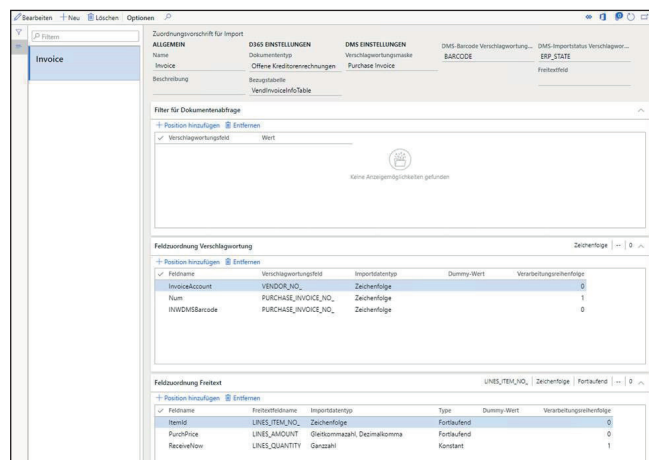 Bearbeiten Neu Löschen Optionen
Filtern
Invoice
Zuordnungsvorschrift für Import
ALLGEMEIN D365 EINSTELLUNGEN DMS EINSTELLUNGEN DMS-Barcode Verschlagwortung... DMS-Importstatus Verschlagwor...
Name Dokumententyp Verschlagwortungsmaske BARCODE ERP_STATE
Invoice Offene Kreditorenrechnungen Purchase Invoice Freitextfeld
Beschreibung Bezugstabelle
VendInvoiceInfoTable
Filter für Dokumentenabfrage
Position hinzufügen Entfernen
Verschlagwortungsfeld Wert
Keine Anzeigemöglichkeiten gefunden
Feldzuordnung Verschlagwortung Zeichenfolge | -- | 0
Position hinzufügen Entfernen
Feldname Verschlagwortungsfeld Importdatentyp Dummy-Wert Verarbeitungsreihenfolge
InvoiceAccount VENDOR_NO_ Zeichenfolge 0
Num PURCHASE_INVOICE_NO_ Zeichenfolge 1
INWDMSBarcode PURCHASE_INVOICE_NO_ Zeichenfolge 0
Feldzuordnung Freitext LINES_ITEM_NO_ | Zeichenfolge | Fortlaufend | -- | 0
Position hinzufügen Entfernen
Feldname Freitextfeldname Importdatentyp Type Dummy-Wert Verarbeitungsreihenfolge
ItemId LINES_ITEM_NO_ Zeichenfolge Fortlaufend 0
PurchPrice LINES_AMOUNT Gleitkommazahl, Dezimalkomma Fortlaufend 0
ReceiveNow LINES_QUANTITY Ganzzahl Konstant 1